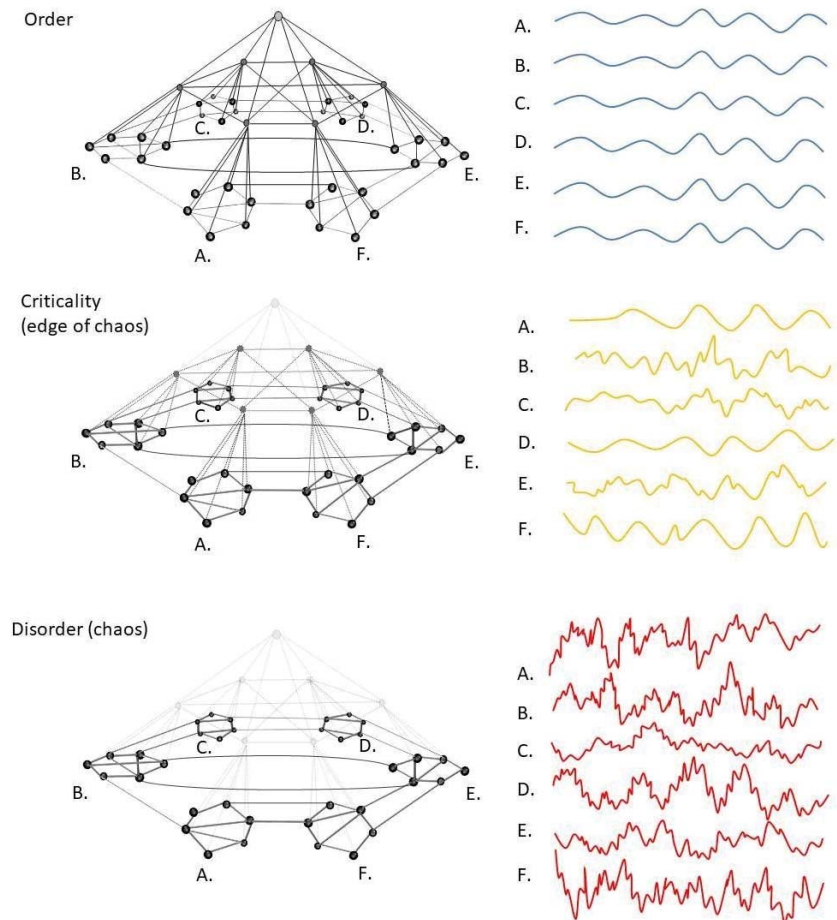 Order
A.
B.
C.
D.
E.
F.
C.
D.
B.
E.
A.
F.
Criticality
(edge of chaos)
A.
B.
C.
D.
E.
F.
C.
D.
B.
E.
A.
F.
Disorder (chaos)
A.
B.
C.
D.
E.
F.
C.
D.
B.
E.
A.
F.